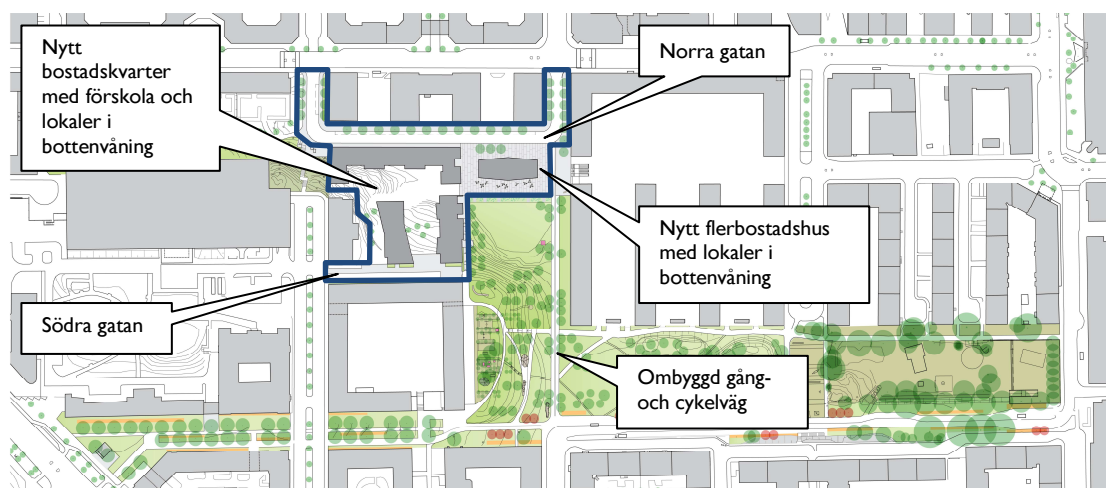 Nytt
bostadskvarter
med förskola och
lokaler i
bottenvåning
Norra gatan
Nytt flerbostadshus
med lokaler i
bottenvåning
Södra gatan
Ombyggd gång-
och cykelväg